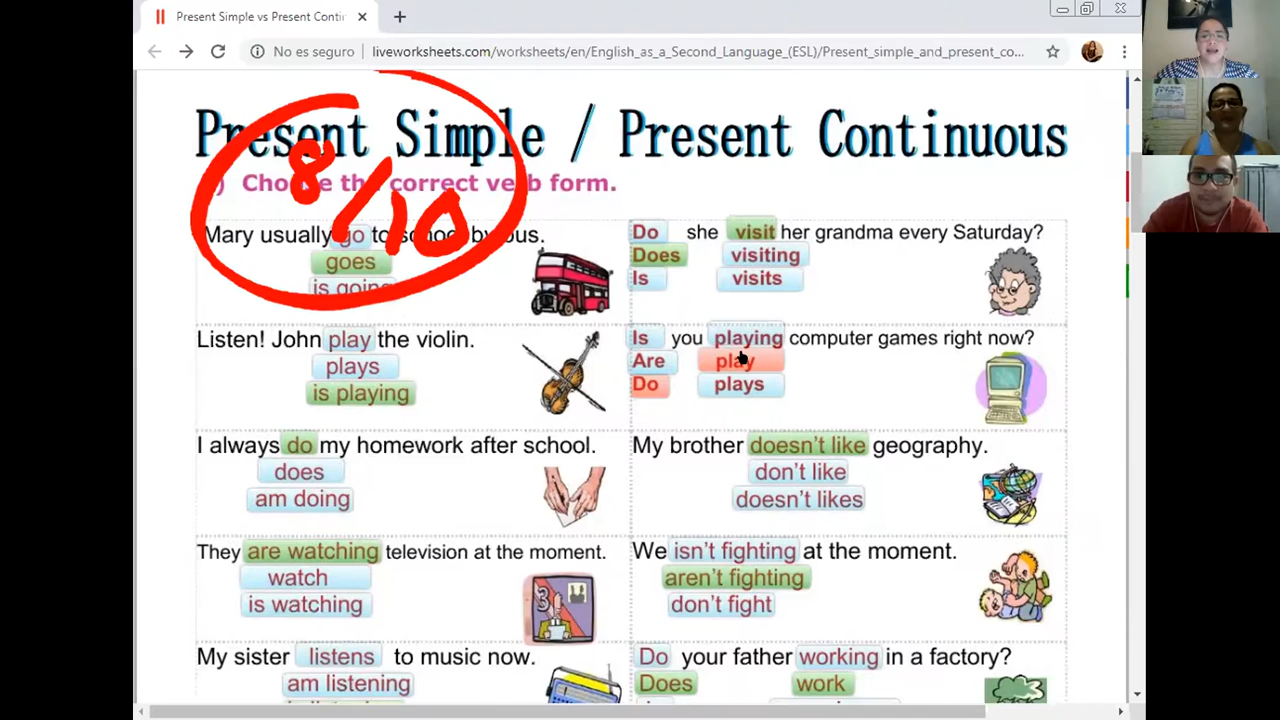 Present Simple vs Present Contin
No es seguro
liveworksheets.com/worksheets/en/English_as_a_Second_Language_(ESL)/Present_simple_and_present_co...
Present Simple / Present Continuous
8/10
) Choose the correct verb form.
Mary usually go to school by bus.
goes
is going
Do she visit her grandma every Saturday?
Does visiting
Is visits
Listen! John play the violin.
plays
is playing
Is you playing computer games right now?
Are play
Do plays
I always do my homework after school.
does
am doing
My brother doesn't like geography.
don't like
doesn't likes
They are watching television at the moment.
watch
is watching
3
We isn't fighting at the moment.
aren't fighting
don't fight
My sister listens to music now.
am listening
Do your father working in a factory?
Does work